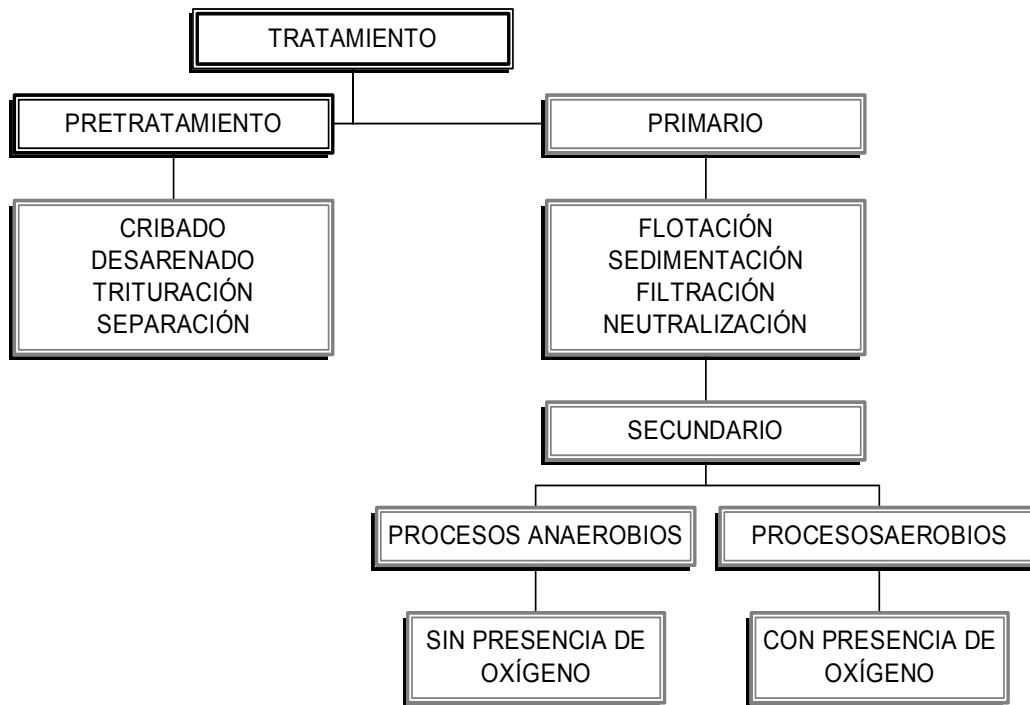 TRATAMIENTO
PRETRATAMIENTO
PRIMARIO
CRIBADO
DESARENADO
TRITURACIÓN
SEPARACIÓN
FLOTACIÓN
SEDIMENTACIÓN
FILTRACIÓN
NEUTRALIZACIÓN
SECUNDARIO
PROCESOS ANAEROBIOS
PROCESOSAEROBIOS
SIN PRESENCIA DE
OXÍGENO
CON PRESENCIA DE
OXÍGENO